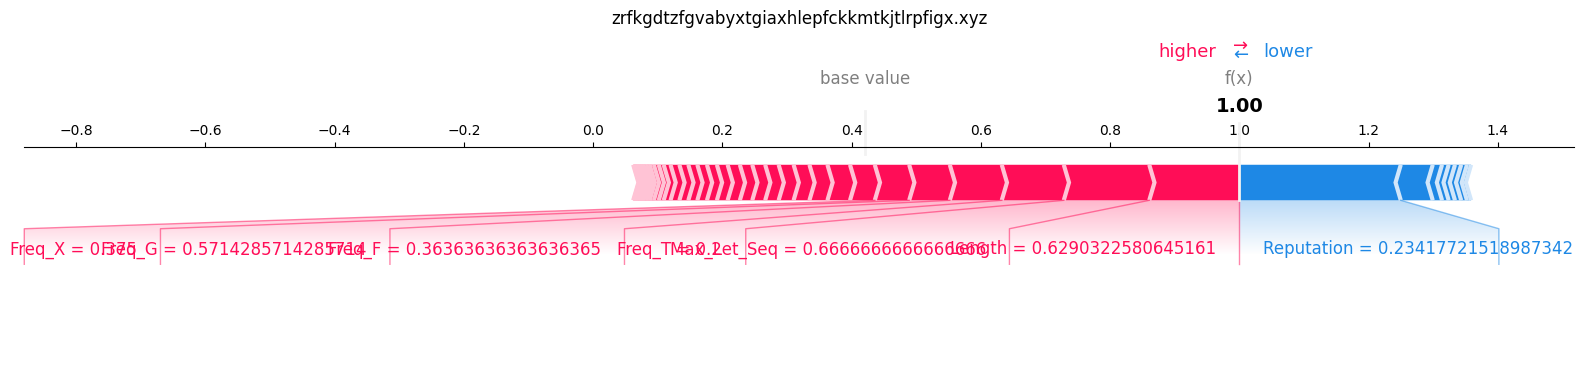 zrfkgdtzfgvabyxtgiaxhlepfckkmtkjtlrpfigx.xyz
higher ⇄ lower
base value f(x)
1.00
−0.8 −0.6 −0.4 −0.2 0.0 0.2 0.4 0.6 0.8 1.0 1.2 1.4
Freq_X = 0.375 Freq_G = 0.5714285714285714 Freq_F = 0.36363636363636365 Freq_T = 0.2 Max_Let_Seq = 0.6666666666666666 Length = 0.6290322580645161 Reputation = 0.23417721518987342